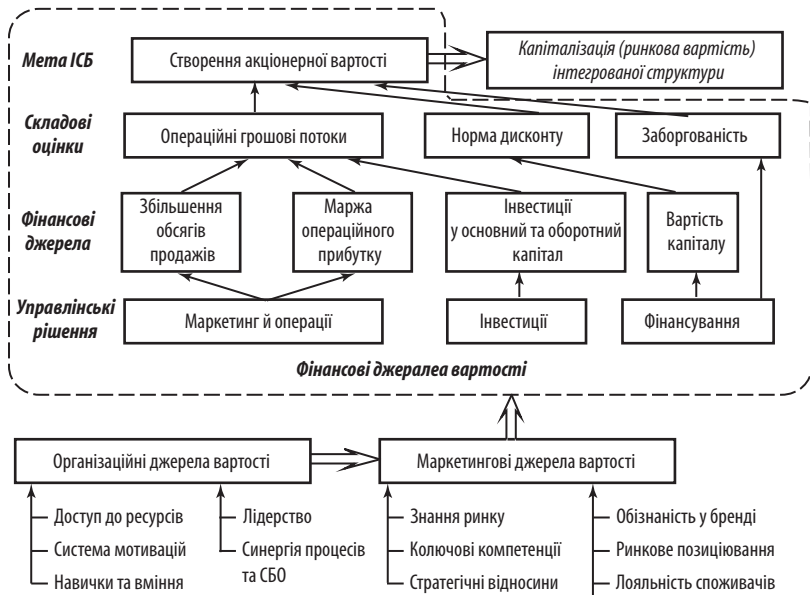 Мета ІСБ
Створення акціонерної вартості
Капіталізація (ринкова вартість)
інтегрованої структури
Складові
оцінки
Операційні грошові потоки
Норма дисконту
Заборгованість
Фінансові
джерела
Збільшення
обсягів
продажів
Маржа
операційного
прибутку
Інвестиції
у основний та оборотний
капітал
Вартість
капіталу
Управлінські
рішення
Маркетинг й операції
Інвестиції
Фінансування
Фінансові джералеа вартості
Організаційні джерела вартості
Маркетингові джерела вартості
Доступ до ресурсів
Система мотивацій
Навички та вміння
Лідерство
Синергія процесів
та СБО
Знання ринку
Колючові компетенції
Стратегічні відносини
Обізнаність у бренді
Ринкове позиціювання
Лояльність споживачів